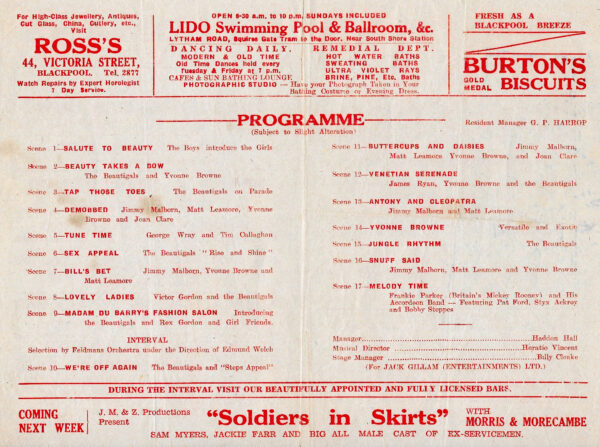 For High-Class Jewellery, Antiques,
Cut Glass, China, Cutlery, etc.,
Visit
ROSS'S
44, VICTORIA STREET,
BLACKPOOL. Tel. 2877
Watch Repairs by Expert Horologist
7 Day Service.
OPEN 9-30 a.m. to 10 p.m. SUNDAYS INCLUDED
LIDO Swimming Pool & Ballroom, &c.
LYTHAM ROAD, Squires Gate Tram to the Door. Near South Shore Station
DANCING DAILY.
MODERN & OLD TIME
Old Time Dances held every
Tuesday & Friday at 7 p.m.
CAFES & SUN BATHING LOUNGE
REMEDIAL DEPT.
HOT WATER BATHS
SWEATING BATHS
ULTRA VIOLET RAYS
BRINE, PINE, Etc. Baths
PHOTOGRAPHIC STUDIO — Have your Photograph Taken in Your
Bathing Costume or Evening Dress.
FRESH AS A
BLACKPOOL BREEZE
BURTON'S
GOLD
MEDAL
BISCUITS
PROGRAMME
(Subject to Slight Alteration)
Resident Manager G. P. HARROP
Scene 1—SALUTE TO BEAUTY The Boys introduce the Girls
Scene 2—BEAUTY TAKES A BOW
The Beautigals and Yvonne Browne
Scene 3—TAP THOSE TOES The Beautigals on Parade
Scene 4—DEMOBBED Jimmy Malborn, Matt Leamore, Yvonne
Browne and Joan Clare
Scene 5—TUNE TIME George Wray and Tim Callaghan
Scene 6—SEX APPEAL The Beautigals "Rise and Shine"
Scene 7—BILL'S BET Jimmy Malborn, Yvonne Browne and
Matt Leamore
Scene 8—LOVELY LADIES Victor Gordon and the Beautigals
Scene 9—MADAM DU BARRY'S FASHION SALON Introducing
the Beautigals and Rex Gordon and Girl Friends.
INTERVAL
Selection by Feldmans Orchestra under the Direction of Edmund Welch
Scene 10—WE'RE OFF AGAIN The Beautigals and "Steps Appeal"
Scene 11—BUTTERCUPS AND DAISIES Jimmy Malborn,
Matt Leamore Yvonne Browne, and Joan Clare
Scene 12—VENETIAN SERENADE
James Ryan, Yvonne Browne and the Beautigals
Scene 13—ANTONY AND CLEOPATRA
Jimmy Malborn and Matt Leamore
Scene 14—YVONNE BROWNE Versatile and Exotic
Scene 15—JUNGLE RHYTHM The Beautigals
Scene 16—SNUFF SAID
Jimmy Malborn, Matt Leamore and Yvonne Browne
Scene 17—MELODY TIME
Frankie Parker (Britain's Mickey Rooney) and His
Accordeon Band — Featuring Pat Ford, Styx Ackroy
and Bobby Steppes
Manager Haddon Hall
Musical Director Horatio Vincent
Stage Manager Billy Cloake
(For JACK GILLAM (ENTERTAINMENTS) LTD.)
DURING THE INTERVAL VISIT OUR BEAUTIFULLY APPOINTED AND FULLY LICENSED BARS.
COMING
NEXT WEEK
J. M. & Z. Productions
Present
"Soldiers in Skirts"
WITH
MORRIS & MORECAMBE
SAM MYERS, JACKIE FARR and BIG ALL MALE CAST OF EX-SERVICEMEN.